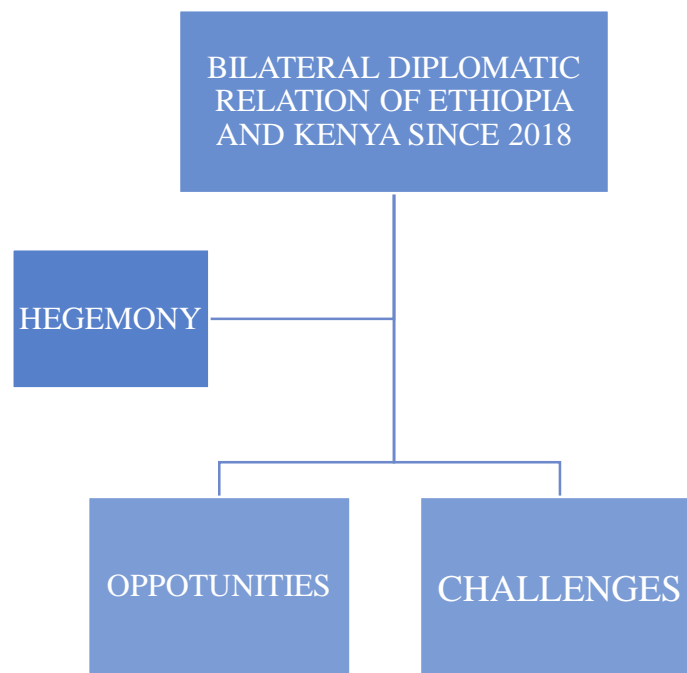 BILATERAL DIPLOMATIC
RELATION OF ETHIOPIA
AND KENYA SINCE 2018
HEGEMONY
OPPOTUNITIES
CHALLENGES